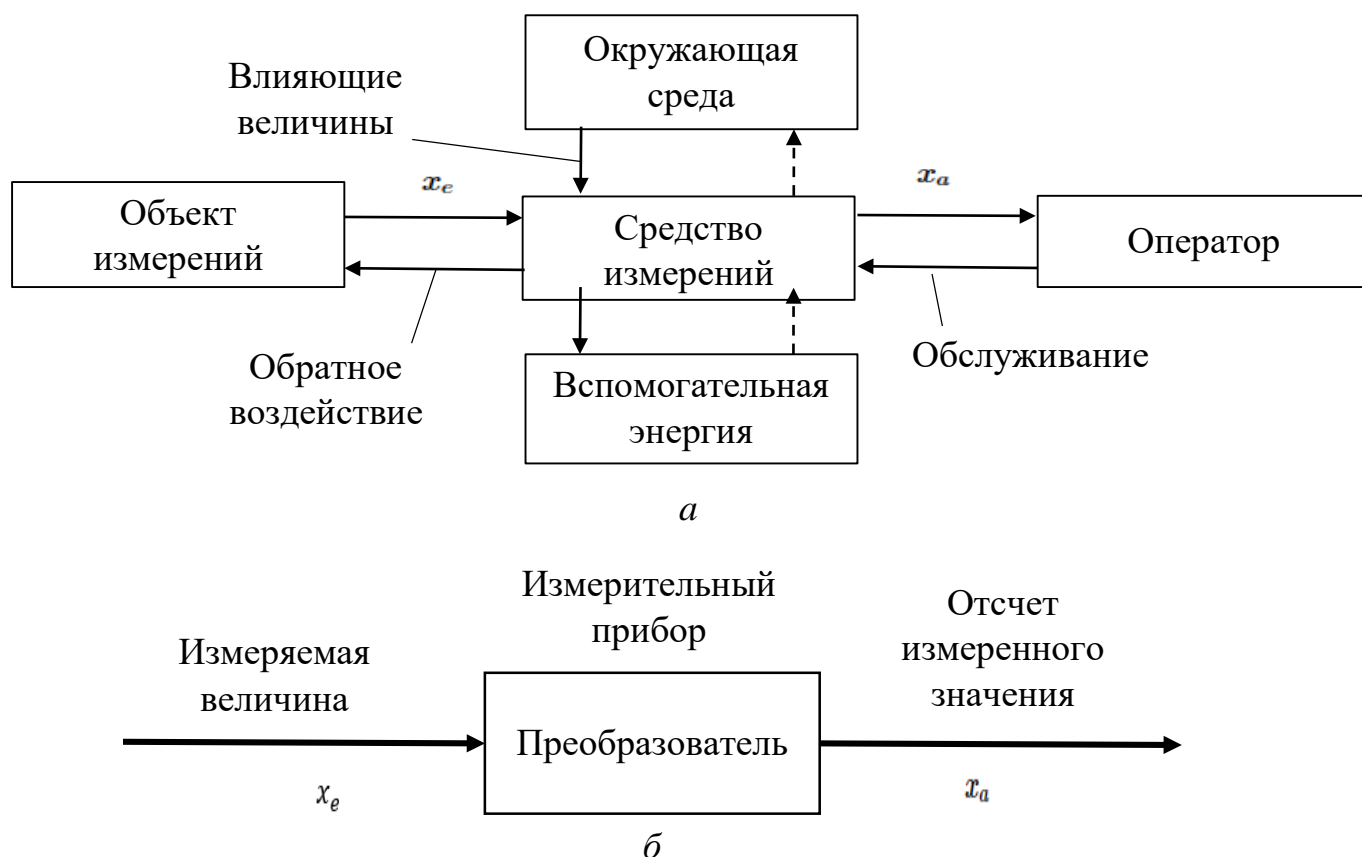 Окружающая
среда
Влияющие
величины
x_e
x_a
Объект
измерений
Средство
измерений
Оператор
Обратное
воздействие
Обслуживание
Вспомогательная
энергия
а
Измерительный
прибор
Отсчет
измеренного
значения
Измеряемая
величина
Преобразователь
x_e
x_a
б